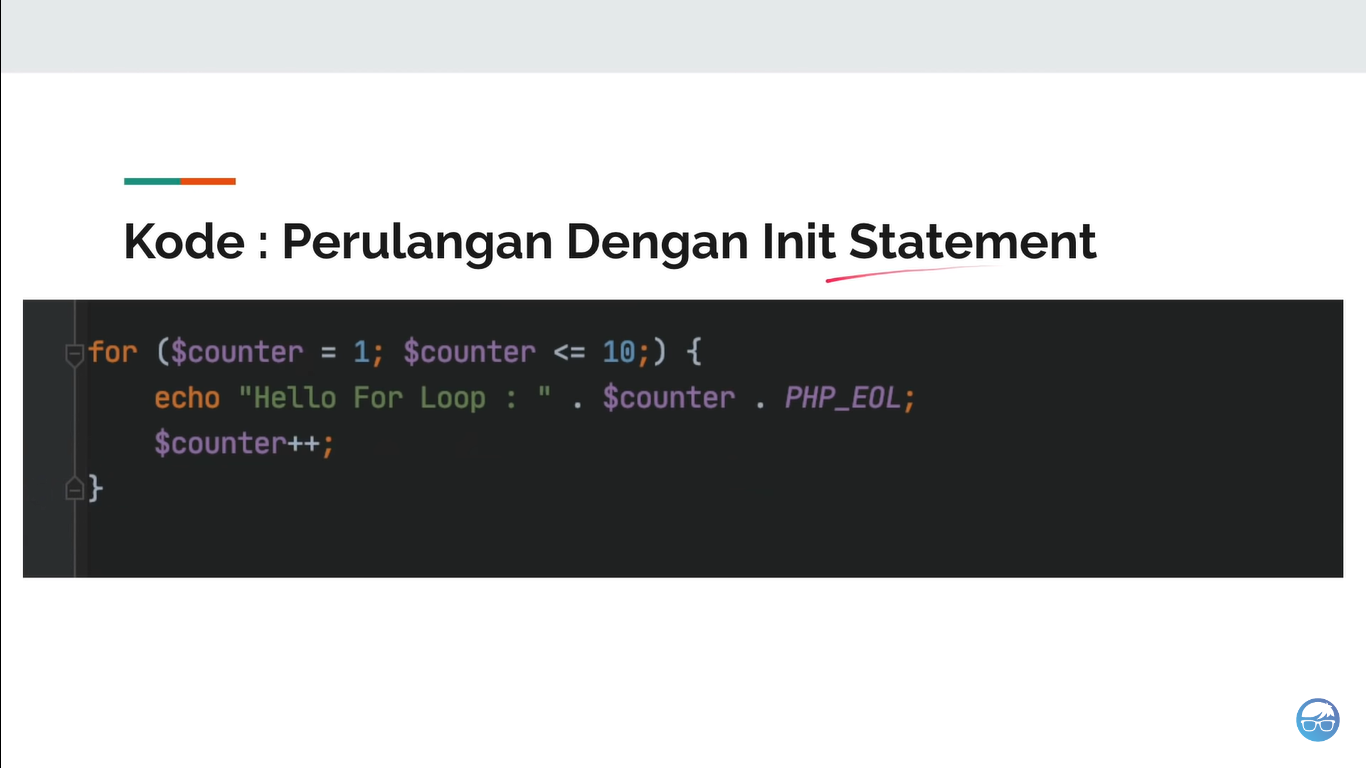 Kode : Perulangan Dengan Init Statement
for ($counter = 1; $counter <= 10;) {
    echo "Hello For Loop : " . $counter . PHP_EOL;
    $counter++;
}